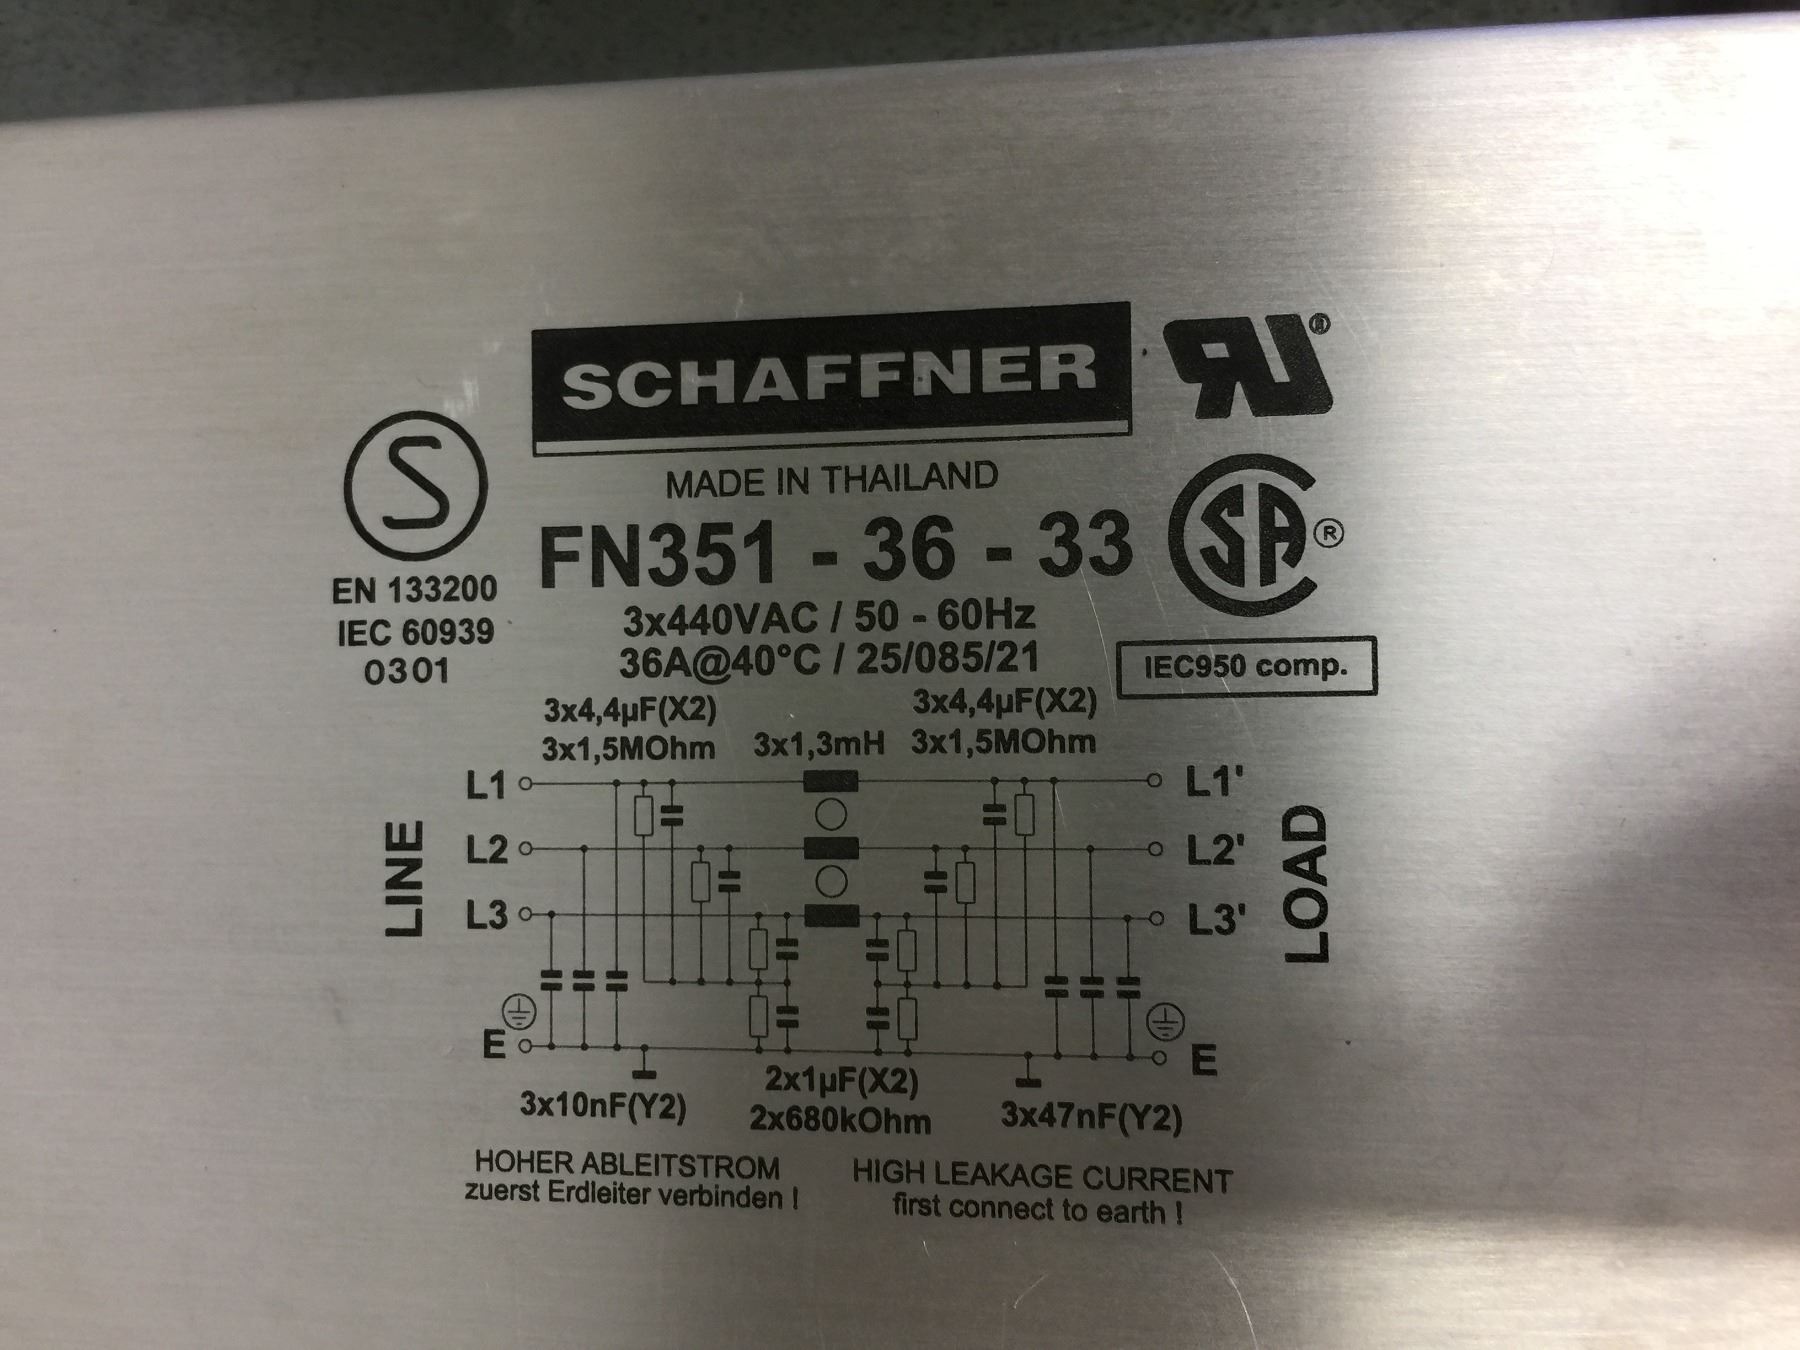 SCHAFFNER
MADE IN THAILAND
S
EN 133200
IEC 60939
0301
FN351 - 36 - 33
RU®
CSA®
3x440VAC / 50 - 60Hz
36A@40°C / 25/085/21
IEC950 comp.
3x4,4µF(X2)
3x1,5MOhm
3x1,3mH
3x4,4µF(X2)
3x1,5MOhm
LINE
L1
L2
L3
E
L1'
L2'
L3'
E
LOAD
3x10nF(Y2)
2x1µF(X2)
2x680kOhm
3x47nF(Y2)
HOHER ABLEITSTROM
zuerst Erdleiter verbinden !
HIGH LEAKAGE CURRENT
first connect to earth !